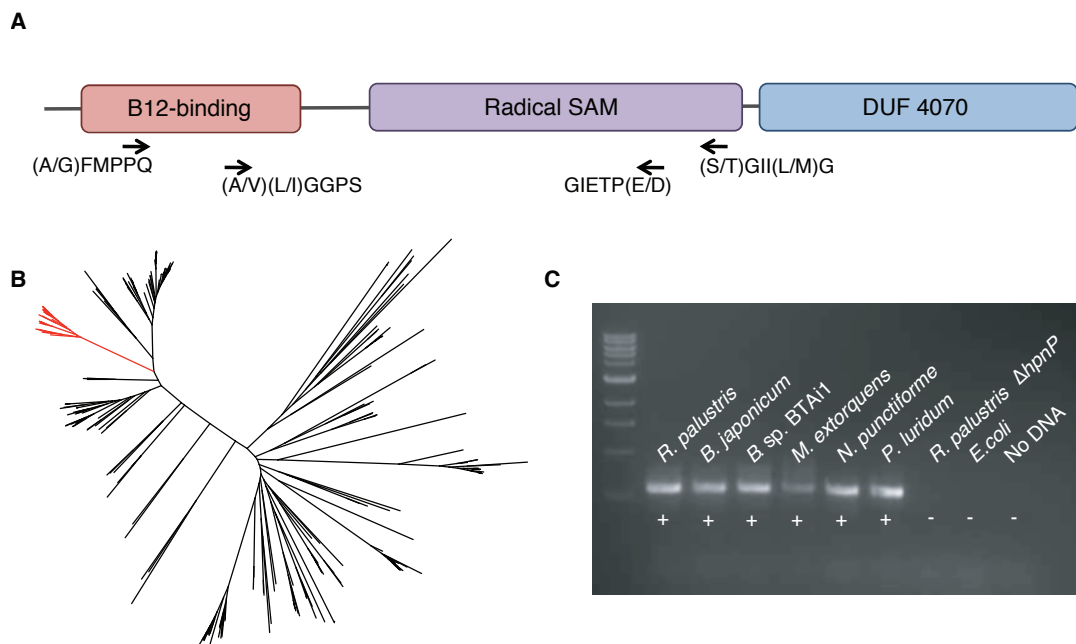 A
B12-binding
Radical SAM
DUF 4070
(A/G)FMPPQ
(A/V)(L/I)GGPS
GIETP(E/D)
(S/T)GII(L/M)G
B
C
R. palustris
B. japonicum
B sp. BTAi1
M. extorquens
N. punctiforme
P. luridum
R. palustris ΔhpnP
E.coli
No DNA
+ + + + + + - - -